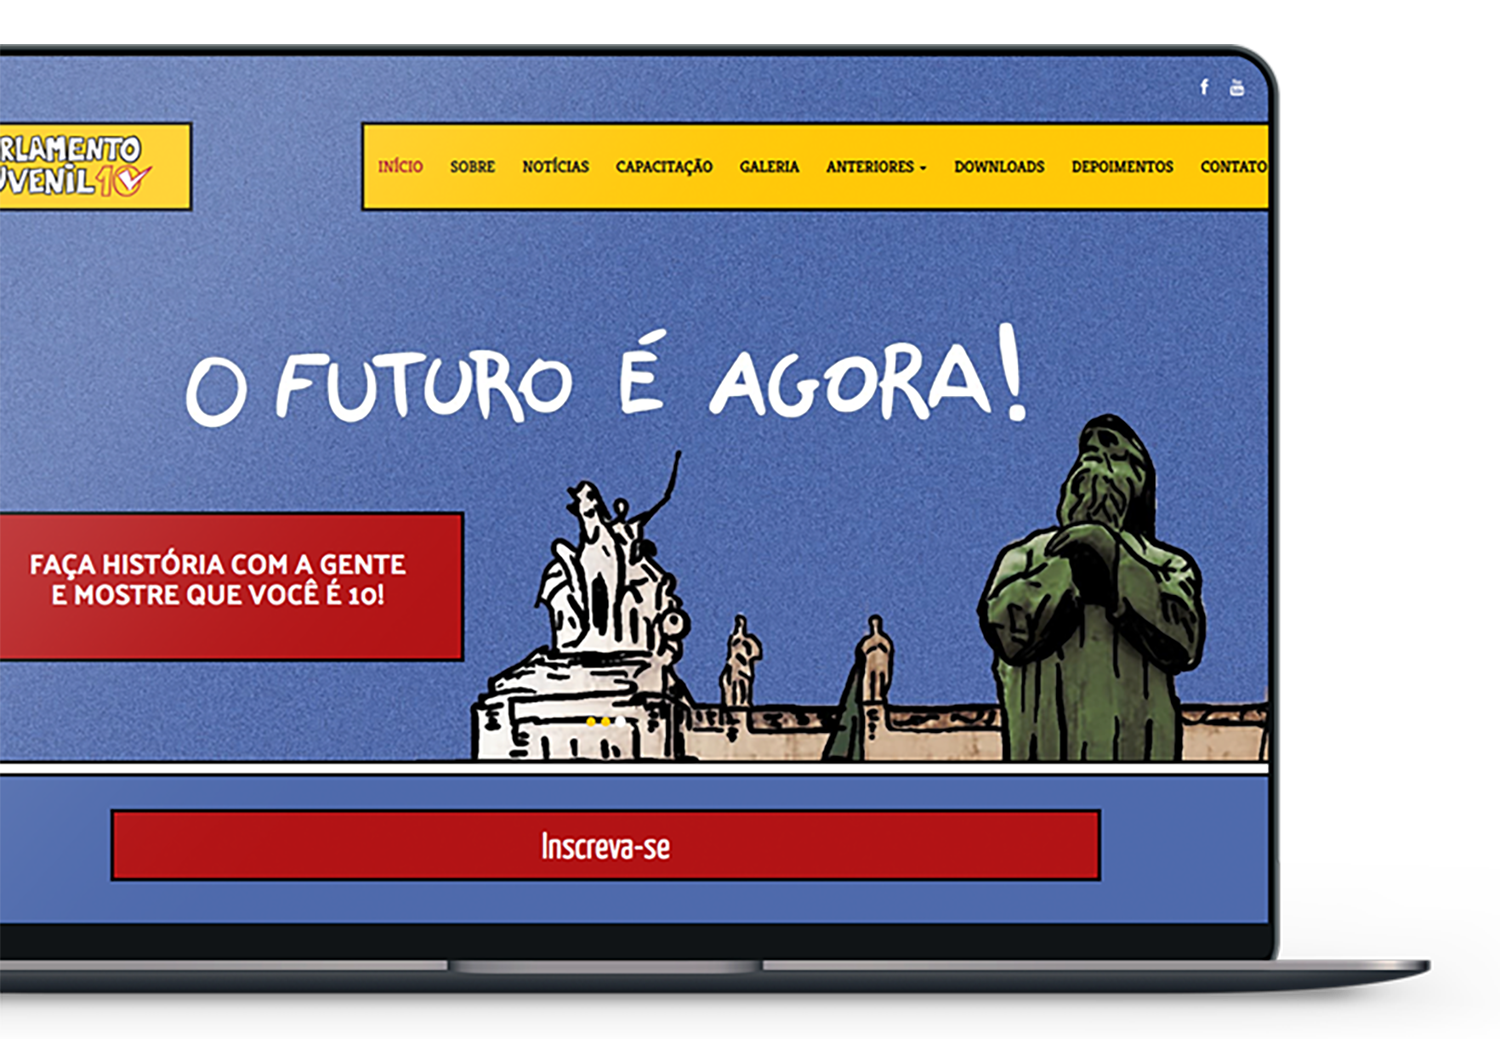 RLAMENTO
UVENIL 10
INÍCIO SOBRE NOTÍCIAS CAPACITAÇÃO GALERIA ANTERIORES DOWNLOADS DEPOIMENTOS CONTATO
O FUTURO É AGORA!
FAÇA HISTÓRIA COM A GENTE
E MOSTRE QUE VOCÊ É 10!
Inscreva-se